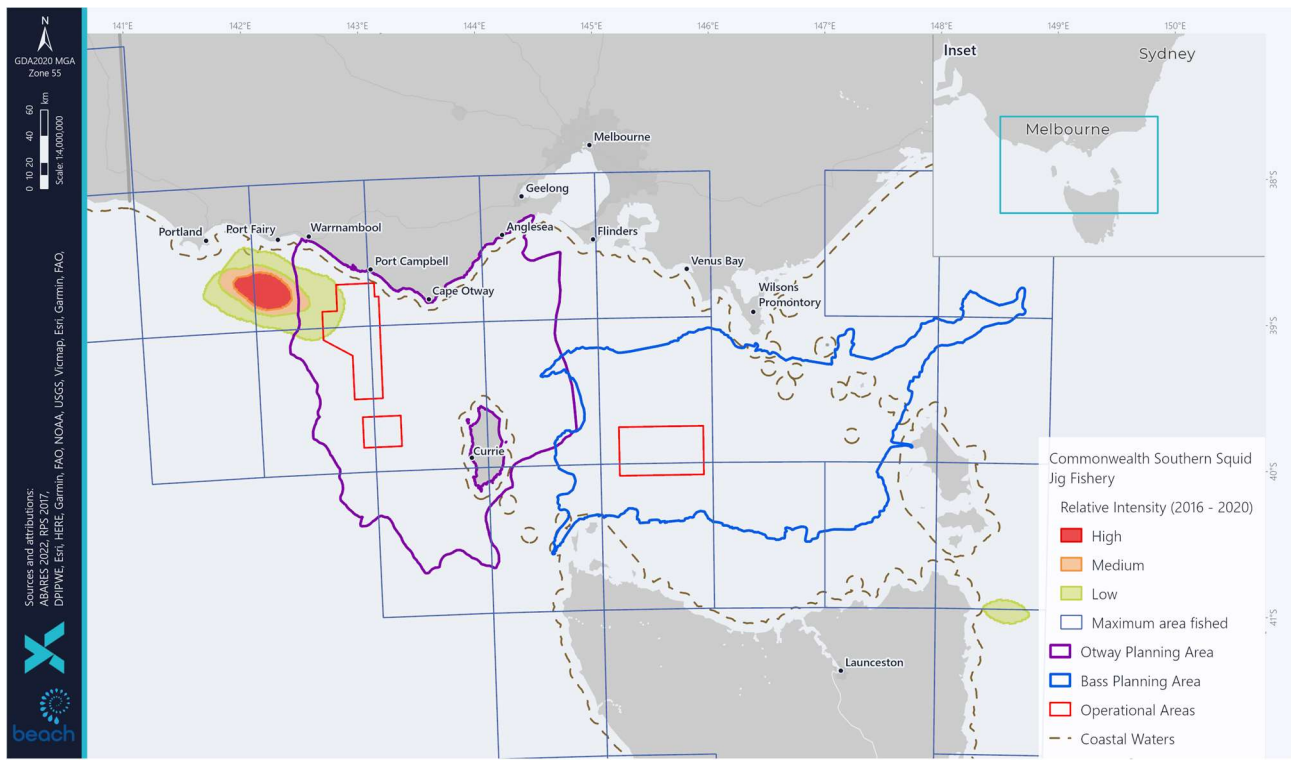 141°E
142°E
143°E
144°E
145°E
146°E
147°E
148°E
149°E
150°E
N
GDA2020 MGA
Zone 55
0 10 20 40 60 km
Scale: 1:4,000,000
Sources and attributions:
ABARES 2022, RPS 2017,
DPIPWE, Esri, HERE, Garmin, FAO, NOAA, USGS, Vicmap, Esri, Garmin, FAO,
beach
Inset
Sydney
Melbourne
Melbourne
Geelong
Portland
Port Fairy
Warrnambool
Anglesea
Flinders
Port Campbell
Venus Bay
Cape Otway
Wilsons
Promontory
Currie
Launceston
38°S
39°S
40°S
41°S
Commonwealth Southern Squid
Jig Fishery
Relative Intensity (2016 - 2020)
High
Medium
Low
Maximum area fished
Otway Planning Area
Bass Planning Area
Operational Areas
Coastal Waters